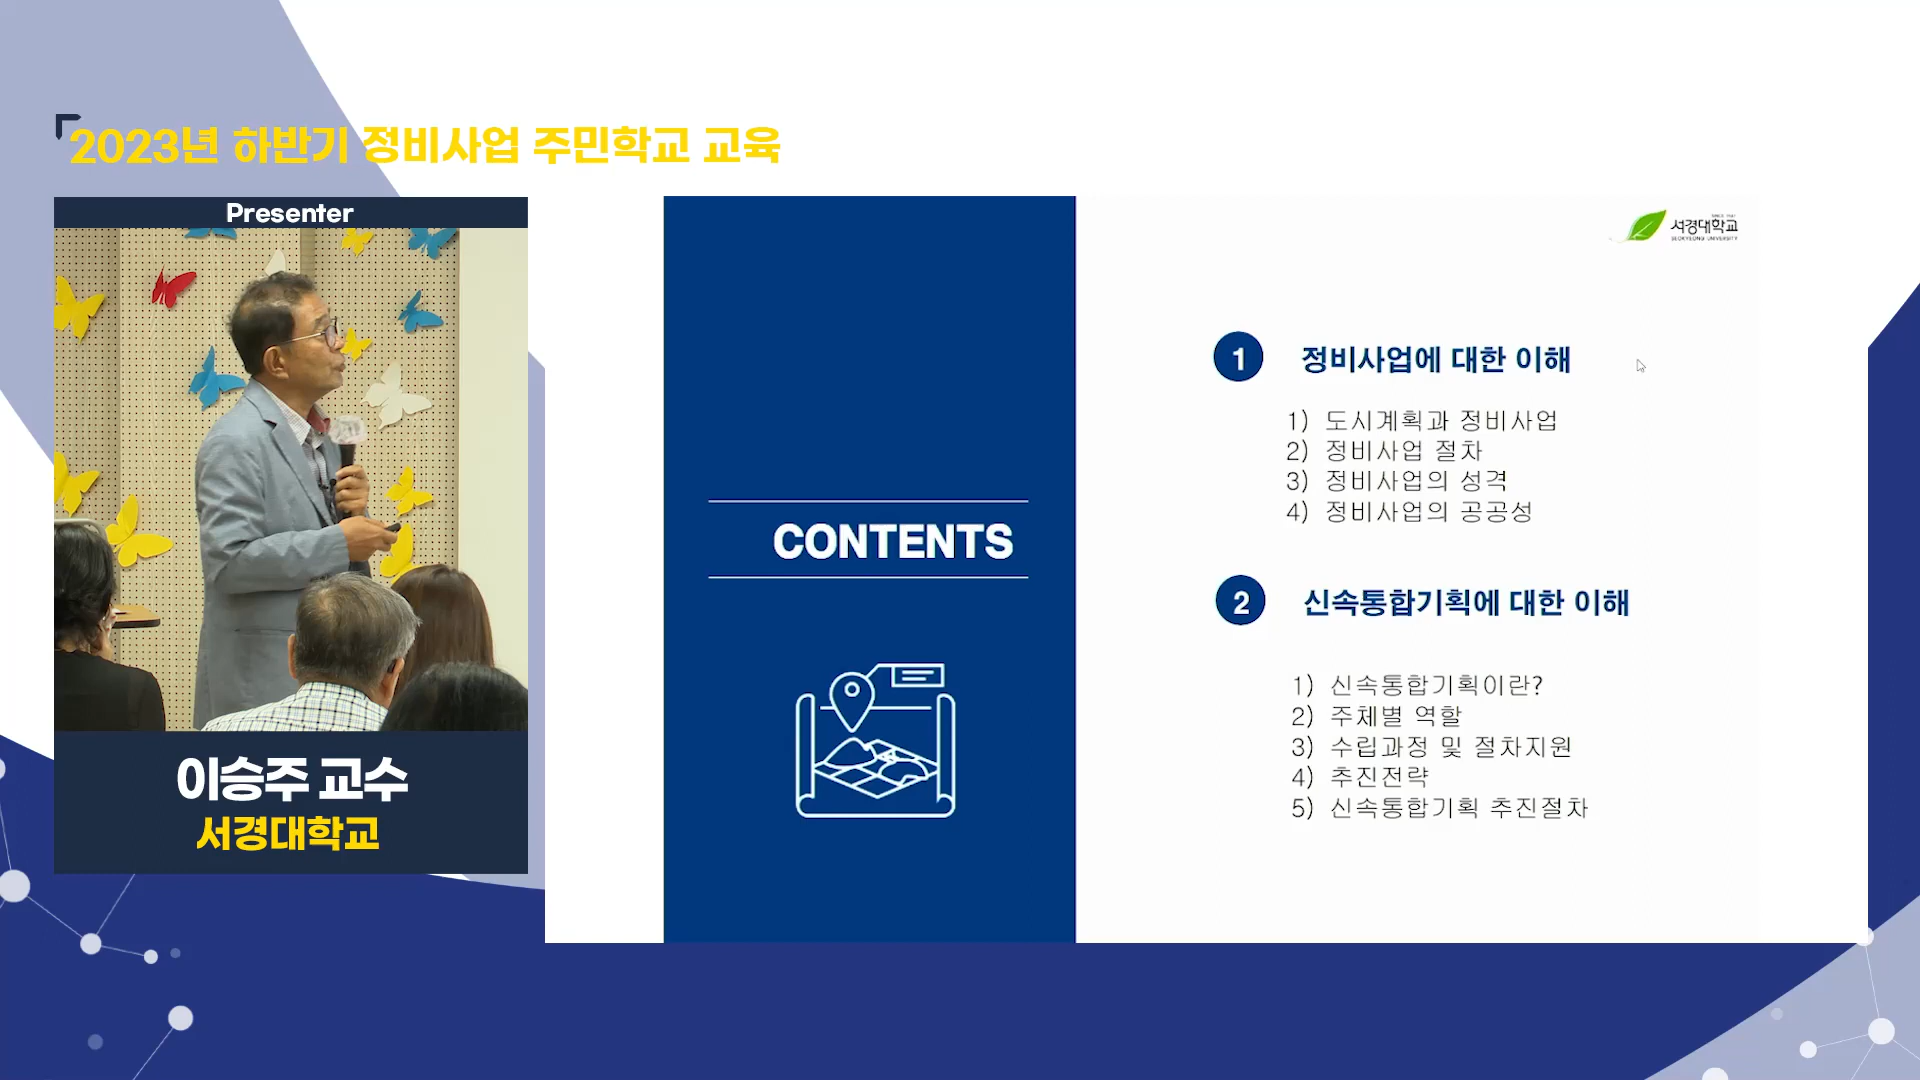 2023년 하반기 정비사업 주민학교 교육
Presenter
이승주 교수
서경대학교
CONTENTS
SINCE 1947
서경대학교
SEOKYEONG UNIVERSITY
1 정비사업에 대한 이해
1) 도시계획과 정비사업
2) 정비사업 절차
3) 정비사업의 성격
4) 정비사업의 공공성
2 신속통합기획에 대한 이해
1) 신속통합기획이란?
2) 주체별 역할
3) 수립과정 및 절차지원
4) 추진전략
5) 신속통합기획 추진절차